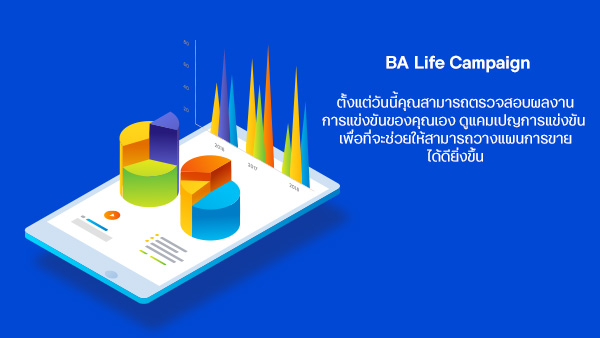 BA Life Campaign
ตั้งแต่วันนี้คุณสามารถตรวจสอบผลงาน
การแข่งขันของคุณเอง ดูแคมเปญการแข่งขัน
เพื่อที่จะช่วยให้สามารถวางแผนการขาย
ได้ดียิ่งขึ้น
2016
2017
2018